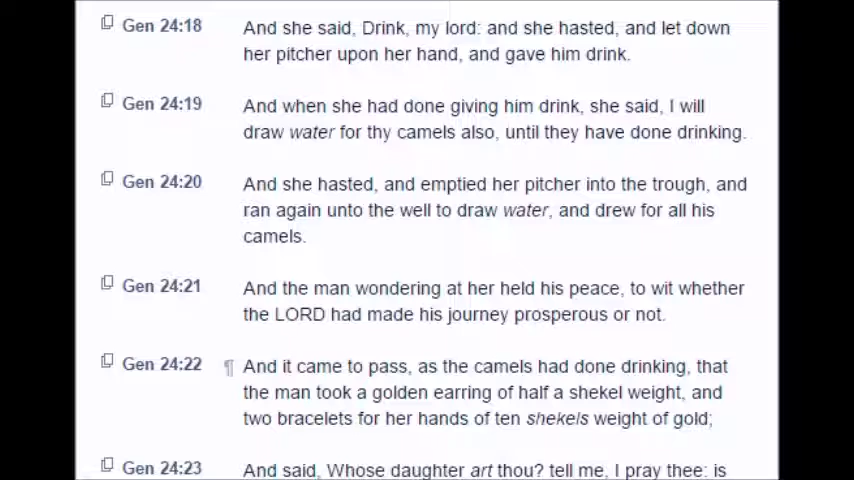 Gen 24:18 And she said, Drink, my lord: and she hasted, and let down
her pitcher upon her hand, and gave him drink.
Gen 24:19 And when she had done giving him drink, she said, I will
draw water for thy camels also, until they have done drinking.
Gen 24:20 And she hasted, and emptied her pitcher into the trough, and
ran again unto the well to draw water, and drew for all his
camels.
Gen 24:21 And the man wondering at her held his peace, to wit whether
the LORD had made his journey prosperous or not.
Gen 24:22 ¶ And it came to pass, as the camels had done drinking, that
the man took a golden earring of half a shekel weight, and
two bracelets for her hands of ten shekels weight of gold;
Gen 24:23 And said, Whose daughter art thou? tell me, I pray thee: is